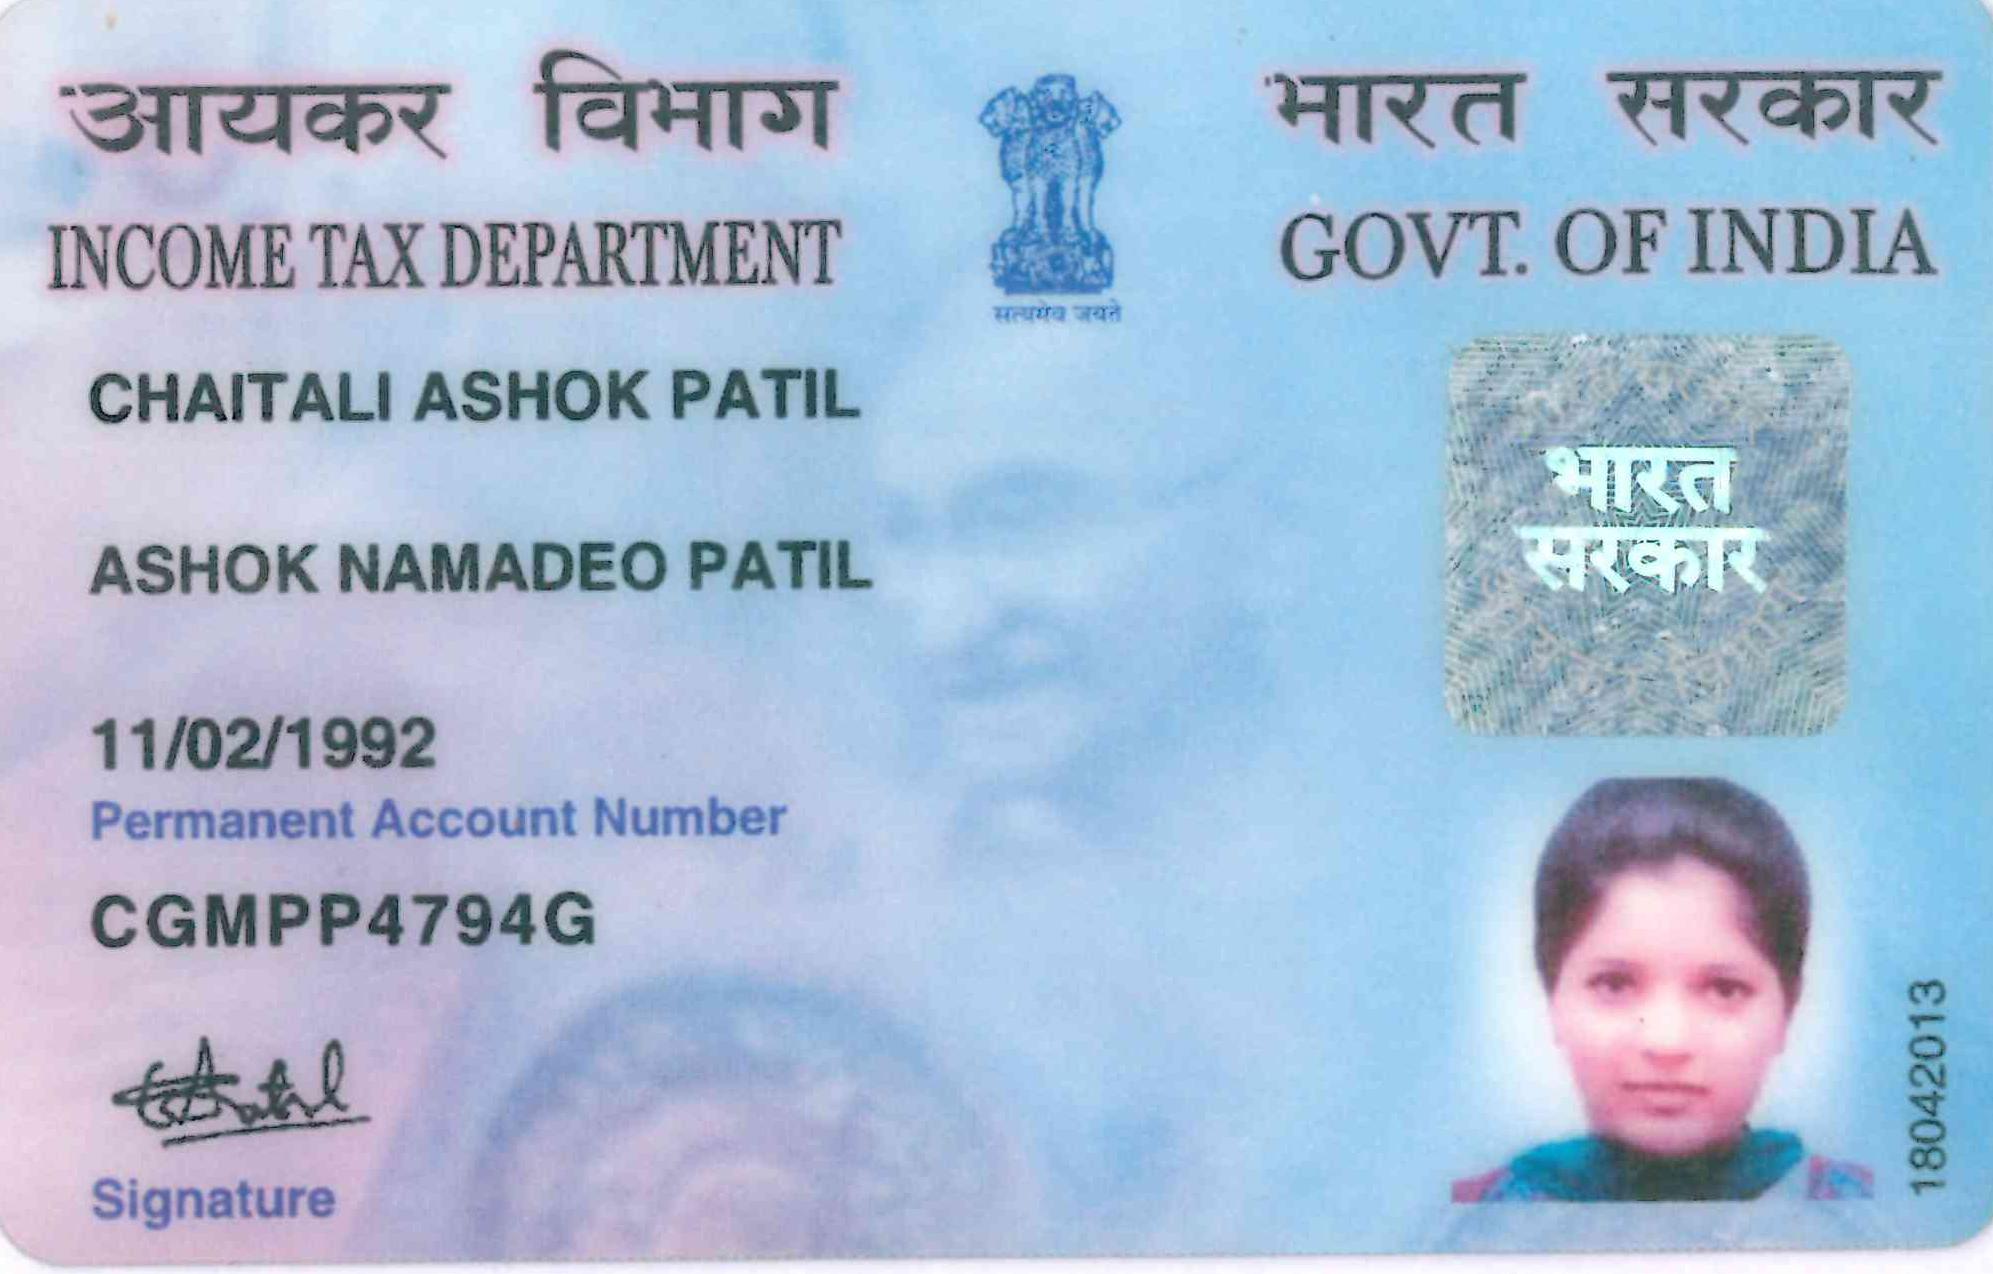 आयकर विभाग
भारत सरकार
INCOME TAX DEPARTMENT
GOVT. OF INDIA
सत्यमेव जयते
CHAITALI ASHOK PATIL
भारत
सरकार
ASHOK NAMADEO PATIL
11/02/1992
Permanent Account Number
CGMPP4794G
18042013
Signature